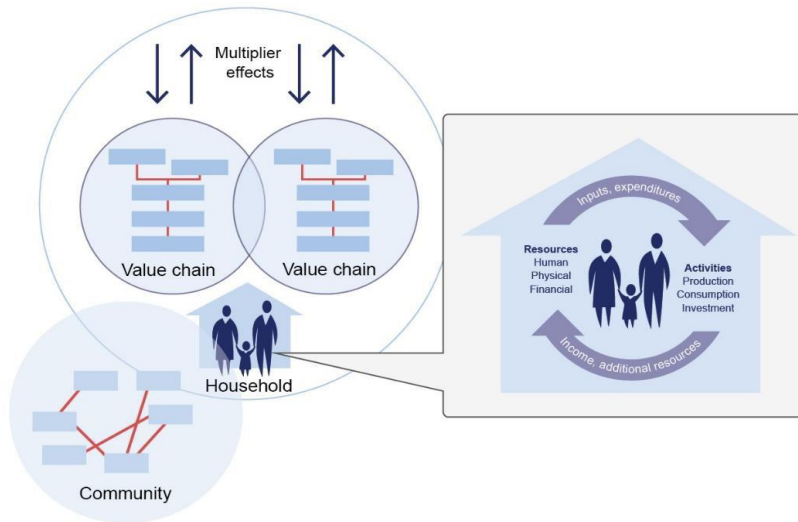 Multiplier
effects
Value chain
Value chain
Household
Community
Inputs, expenditures
Resources
Human
Physical
Financial
Activities
Production
Consumption
Investment
Income, additional resources